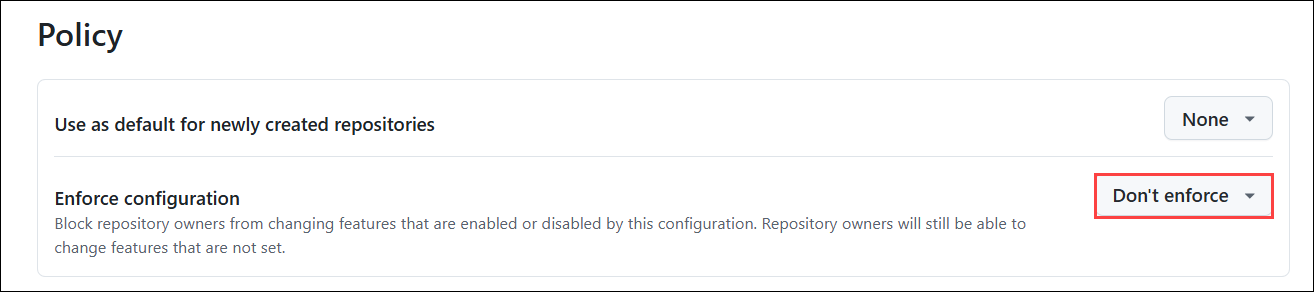 Policy
Use as default for newly created repositories
None
Enforce configuration
Don't enforce
Block repository owners from changing features that are enabled or disabled by this configuration. Repository owners will still be able to
change features that are not set.